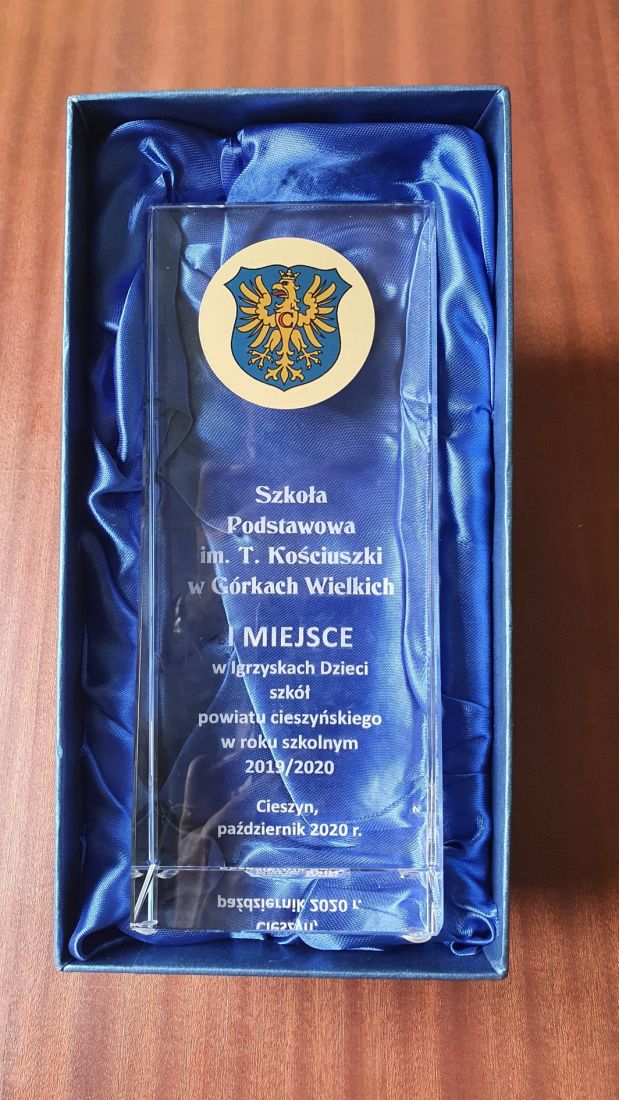 C
Szkoła
Podstawowa
im. T. Kościuszki
w Górkach Wielkich
I MIEJSCE
w Igrzyskach Dzieci
szkół
powiatu cieszyńskiego
w roku szkolnym
2019/2020
Cieszyn,
październik 2020 r.